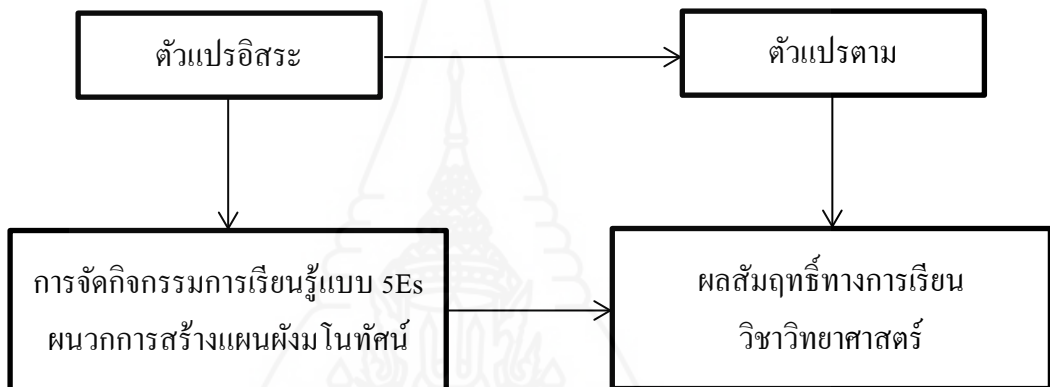 ตัวแปรอิสระ
ตัวแปรตาม
การจัดกิจกรรมการเรียนรู้แบบ 5Es
ผนวกการสร้างแผนผังมโนทัศน์
ผลสัมฤทธิ์ทางการเรียน
วิชาวิทยาศาสตร์